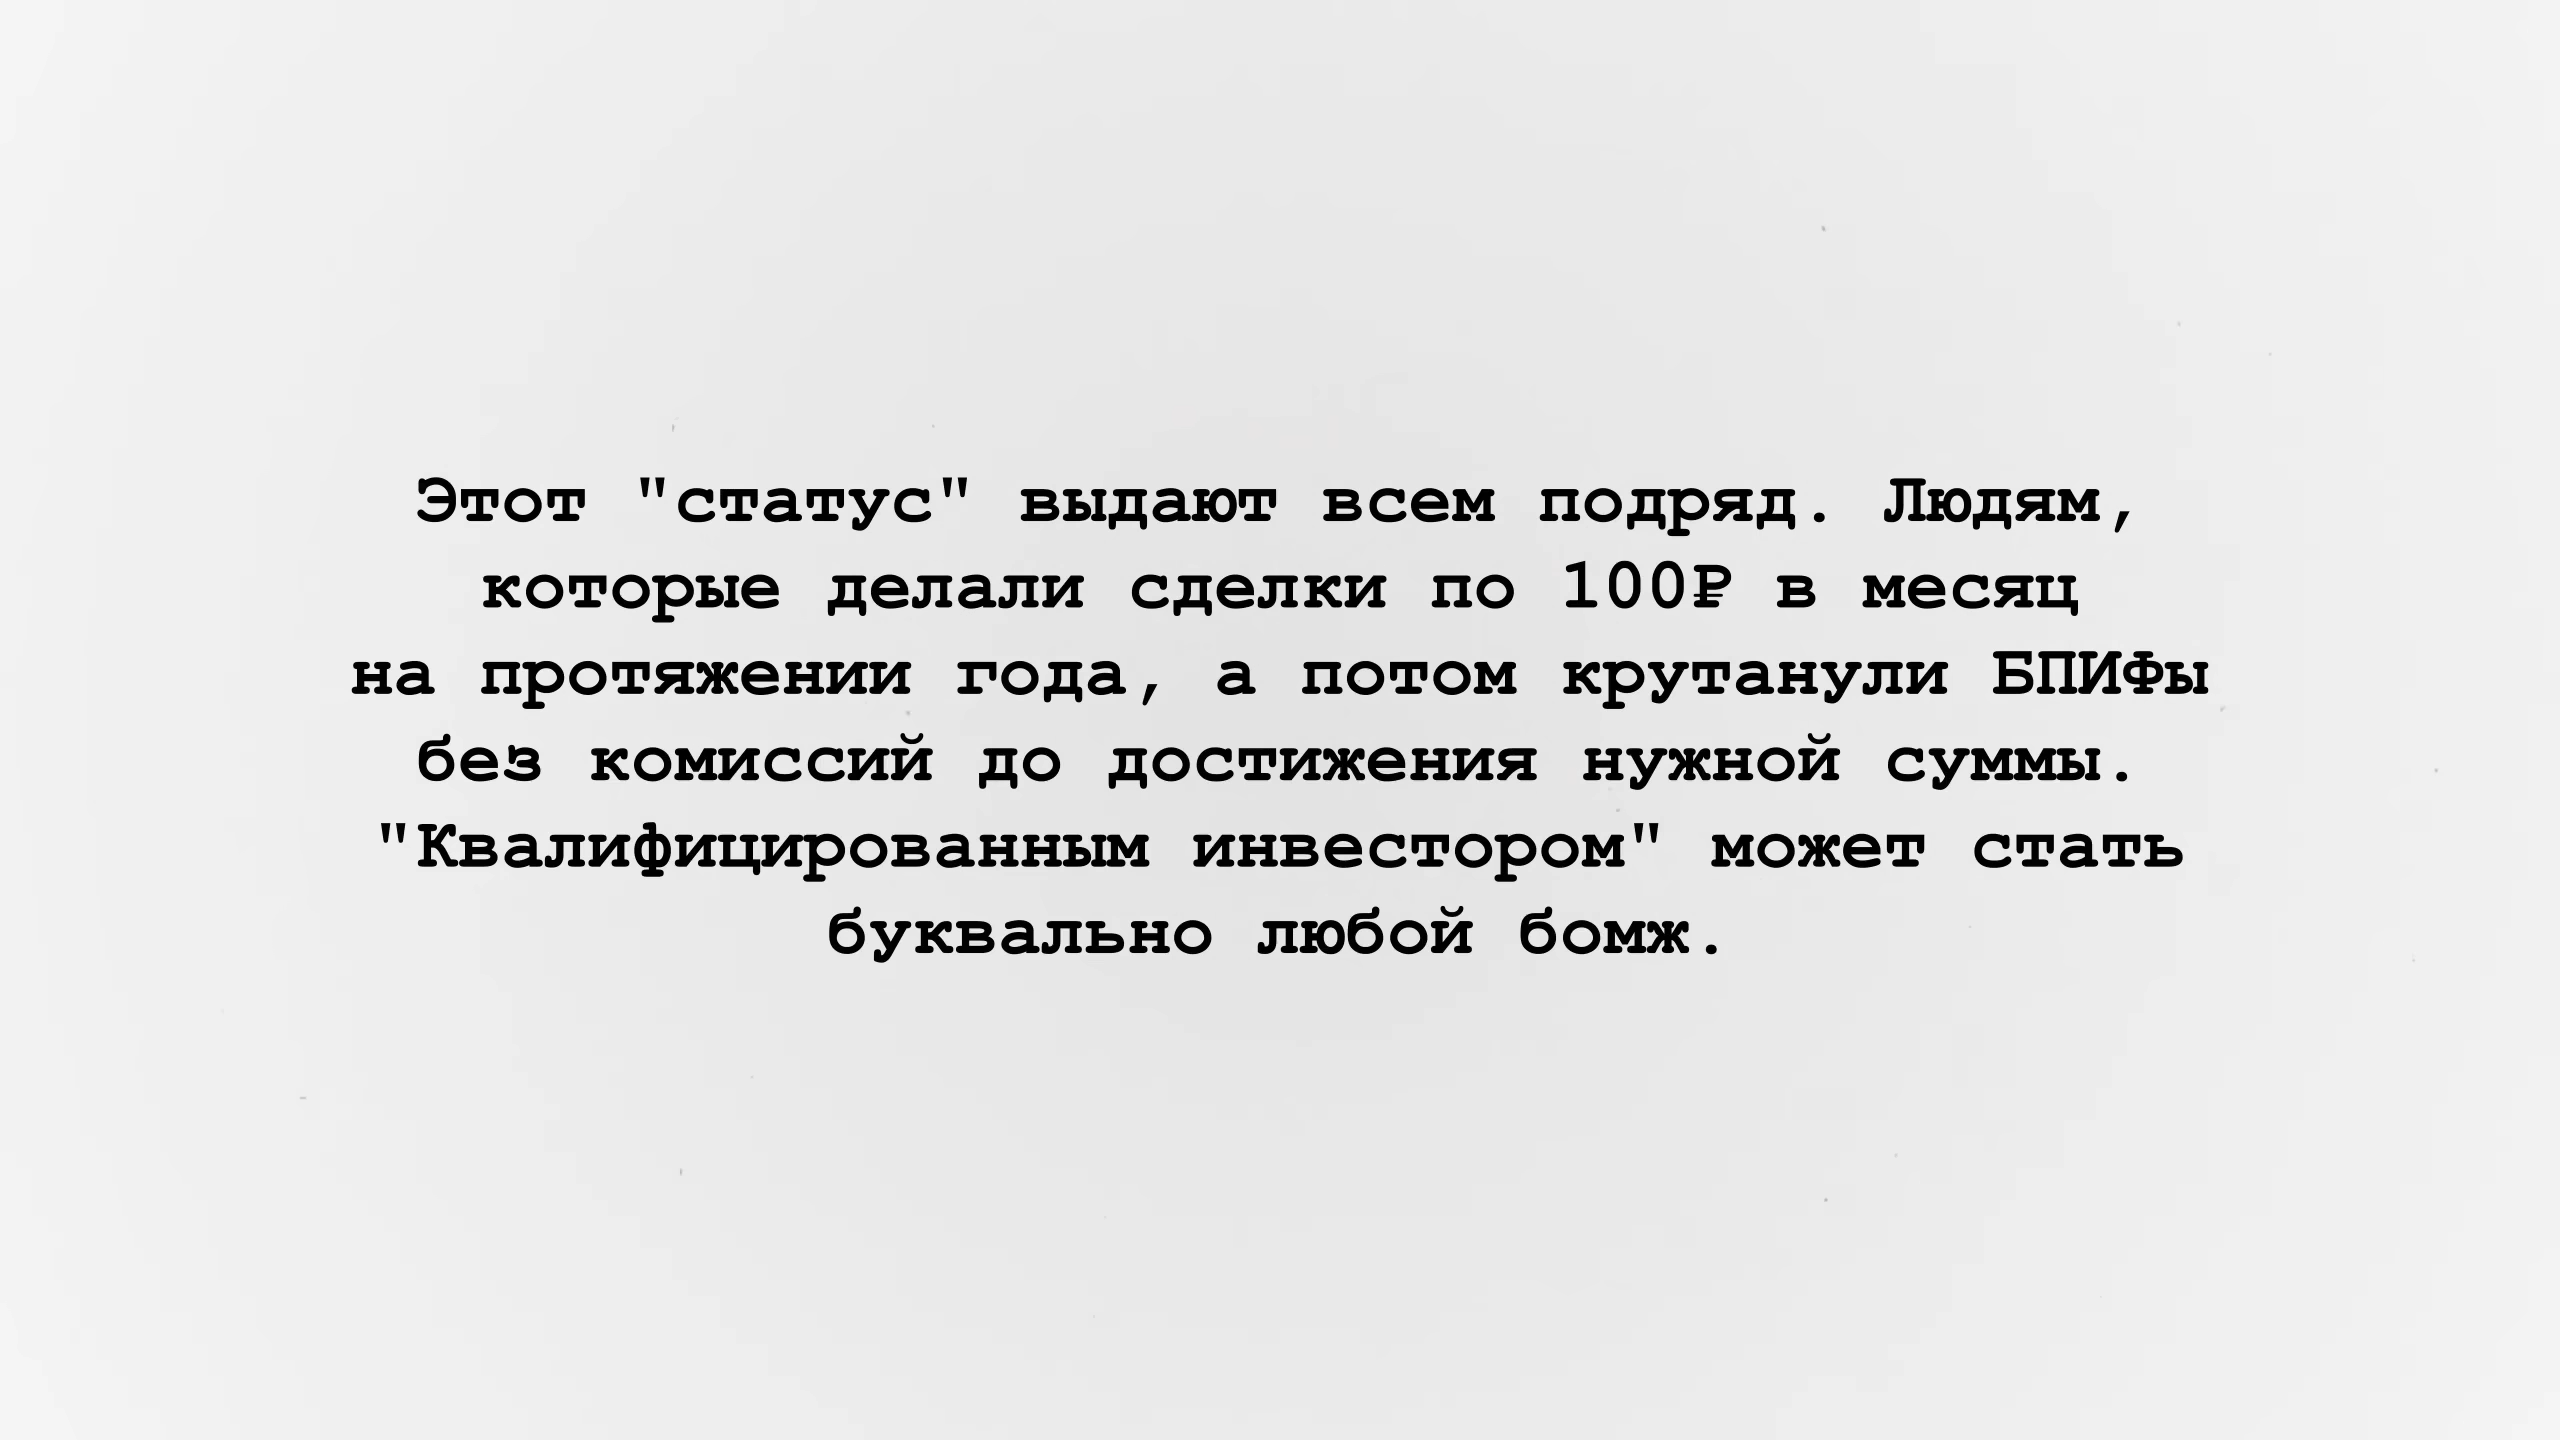 Этот "статус" выдают всем подряд. Людям,
которые делали сделки по 100₽ в месяц
на протяжении года, а потом крутанули БПИФы
без комиссий до достижения нужной суммы.
"Квалифицированным инвестором" может стать
буквально любой бомж.